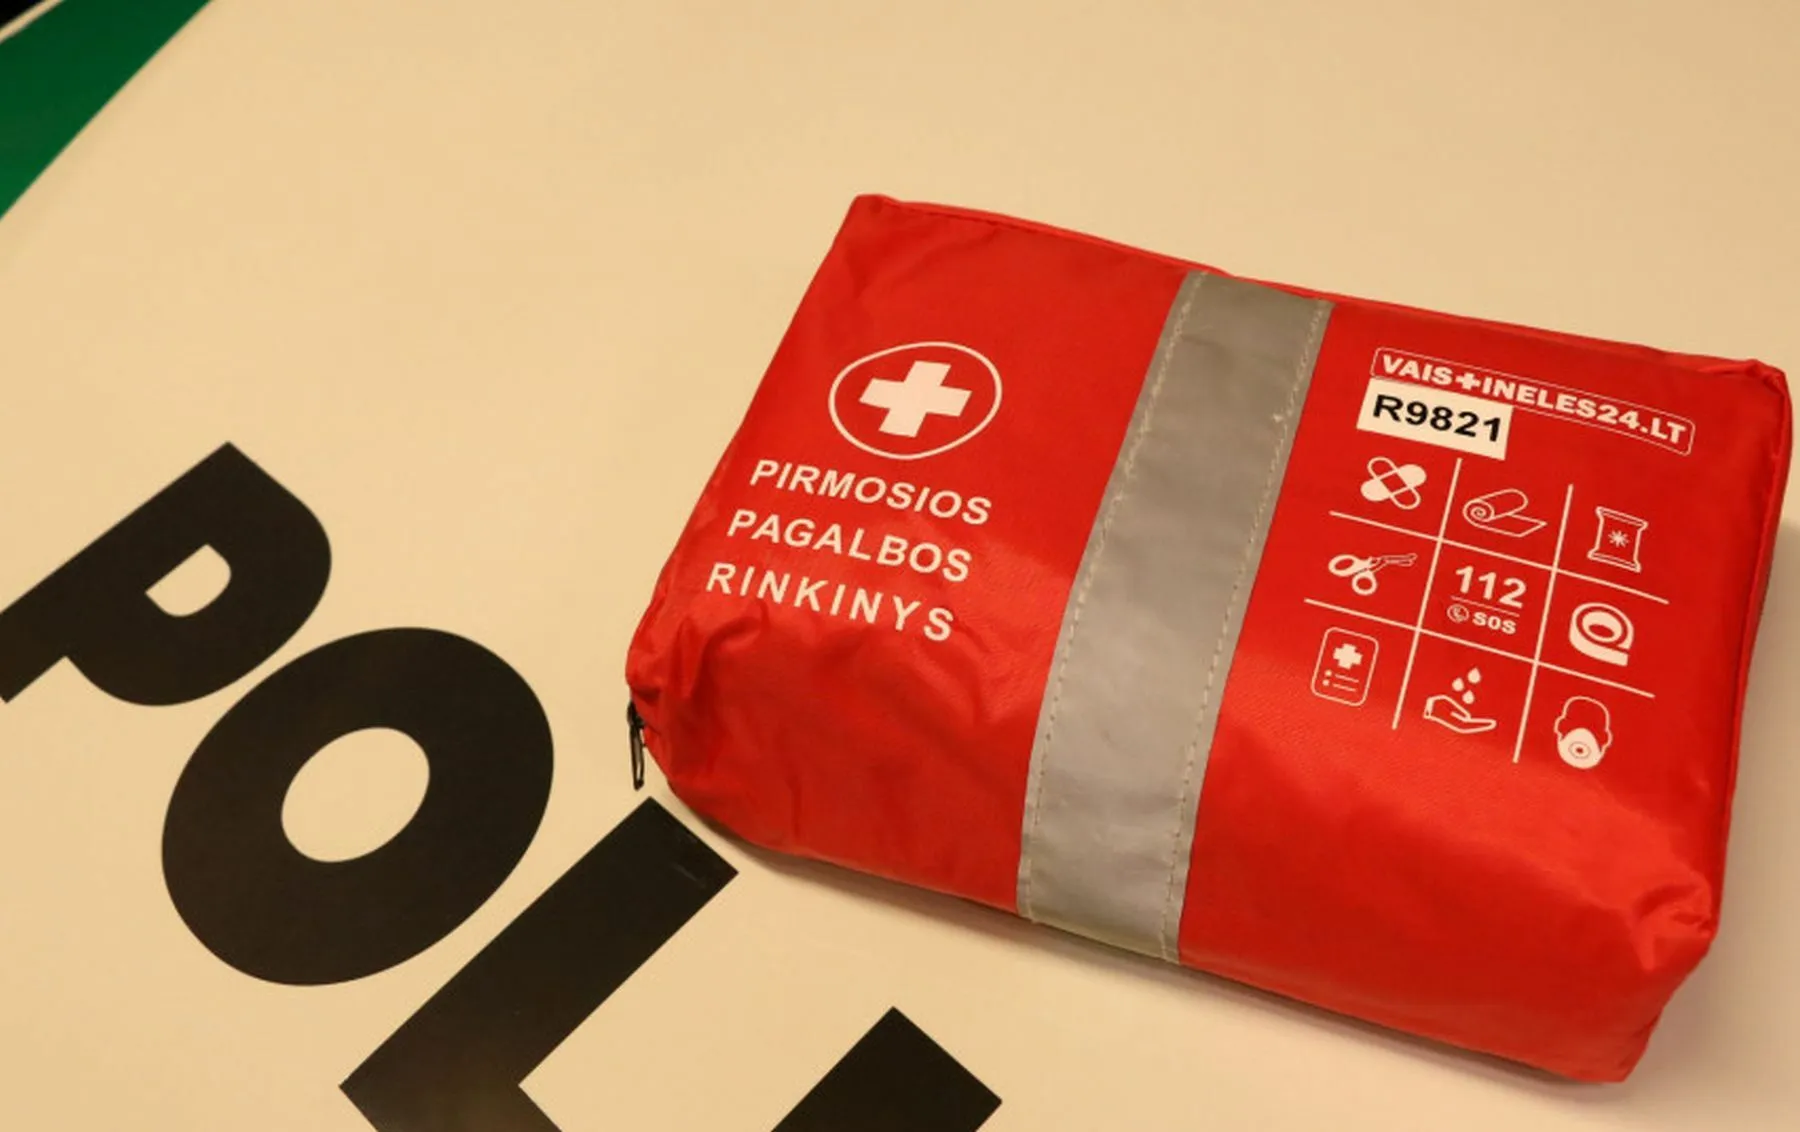 PIRMOSIOS
PAGALBOS
RINKINYS
VAIS+INELES24.LT
R9821
112
SOS
POLI